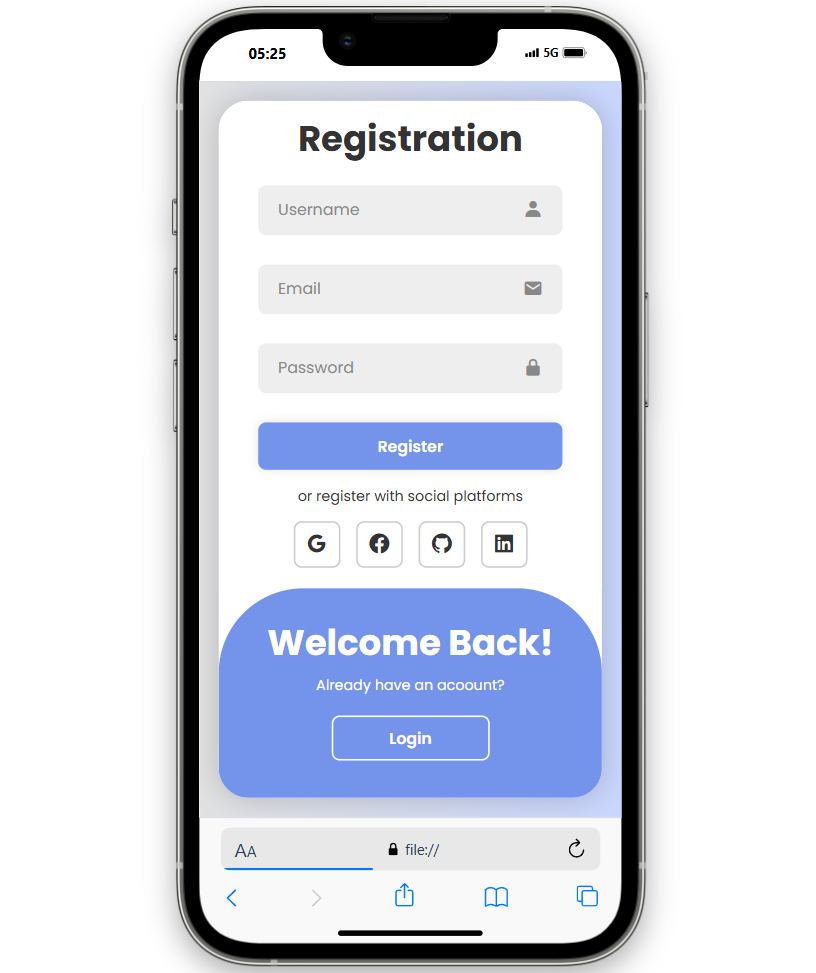 05:25
5G
Registration
Username
Email
Password
Register
or register with social platforms
G
in
Welcome Back!
Already have an acoount?
Login
AA
file://